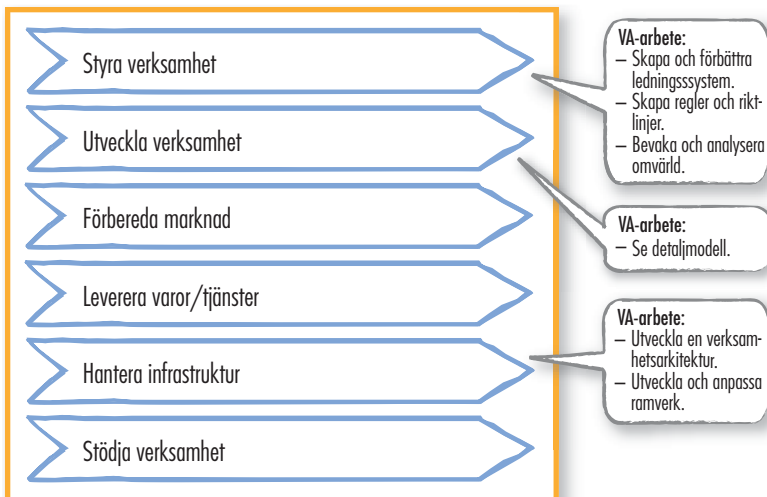 Styra verksamhet
Utveckla verksamhet
Förbereda marknad
Leverera varor/tjänster
Hantera infrastruktur
Stödja verksamhet
VA-arbete:
– Skapa och förbättra
ledningsssystem.
– Skapa regler och rikt-
linjer.
– Bevaka och analysera
omvärld.
VA-arbete:
– Se detaljmodell.
VA-arbete:
– Utveckla en verksam-
hetsarkitektur.
– Utveckla och anpassa
ramverk.